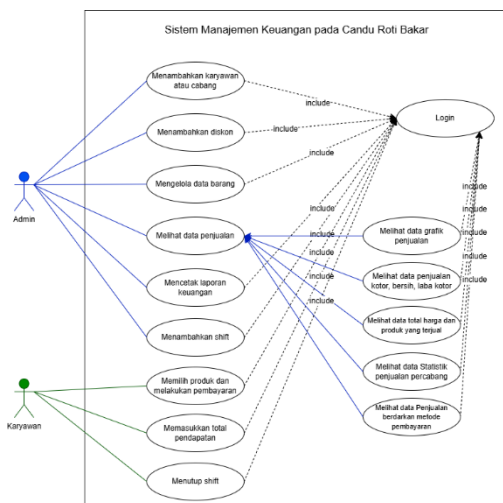 Sistem Manajemen Keuangan pada Candu Roti Bakar
Menambahkan karyawan
atau cabang
include
Login
Menambahkan diskon
include
include
Mengelola data barang
include
include
include
include
include
Admin
Melihat data penjualan
include
Melihat data grafik
penjualan
include
include
include
Mencetak laporan
keuangan
include
Melihat data penjualan
kotor, bersih, laba kotor
include
Menambahkan shift
include
Melihat data total harga dan
produk yang terjual
Memilih produk dan
melakukan pembayaran
Melihat data Statistik
penjualan percabang
Karyawan
Memasukkan total
pendapatan
Melihat data Penjualan
berdarkan metode
pembayaran
Menutup shift